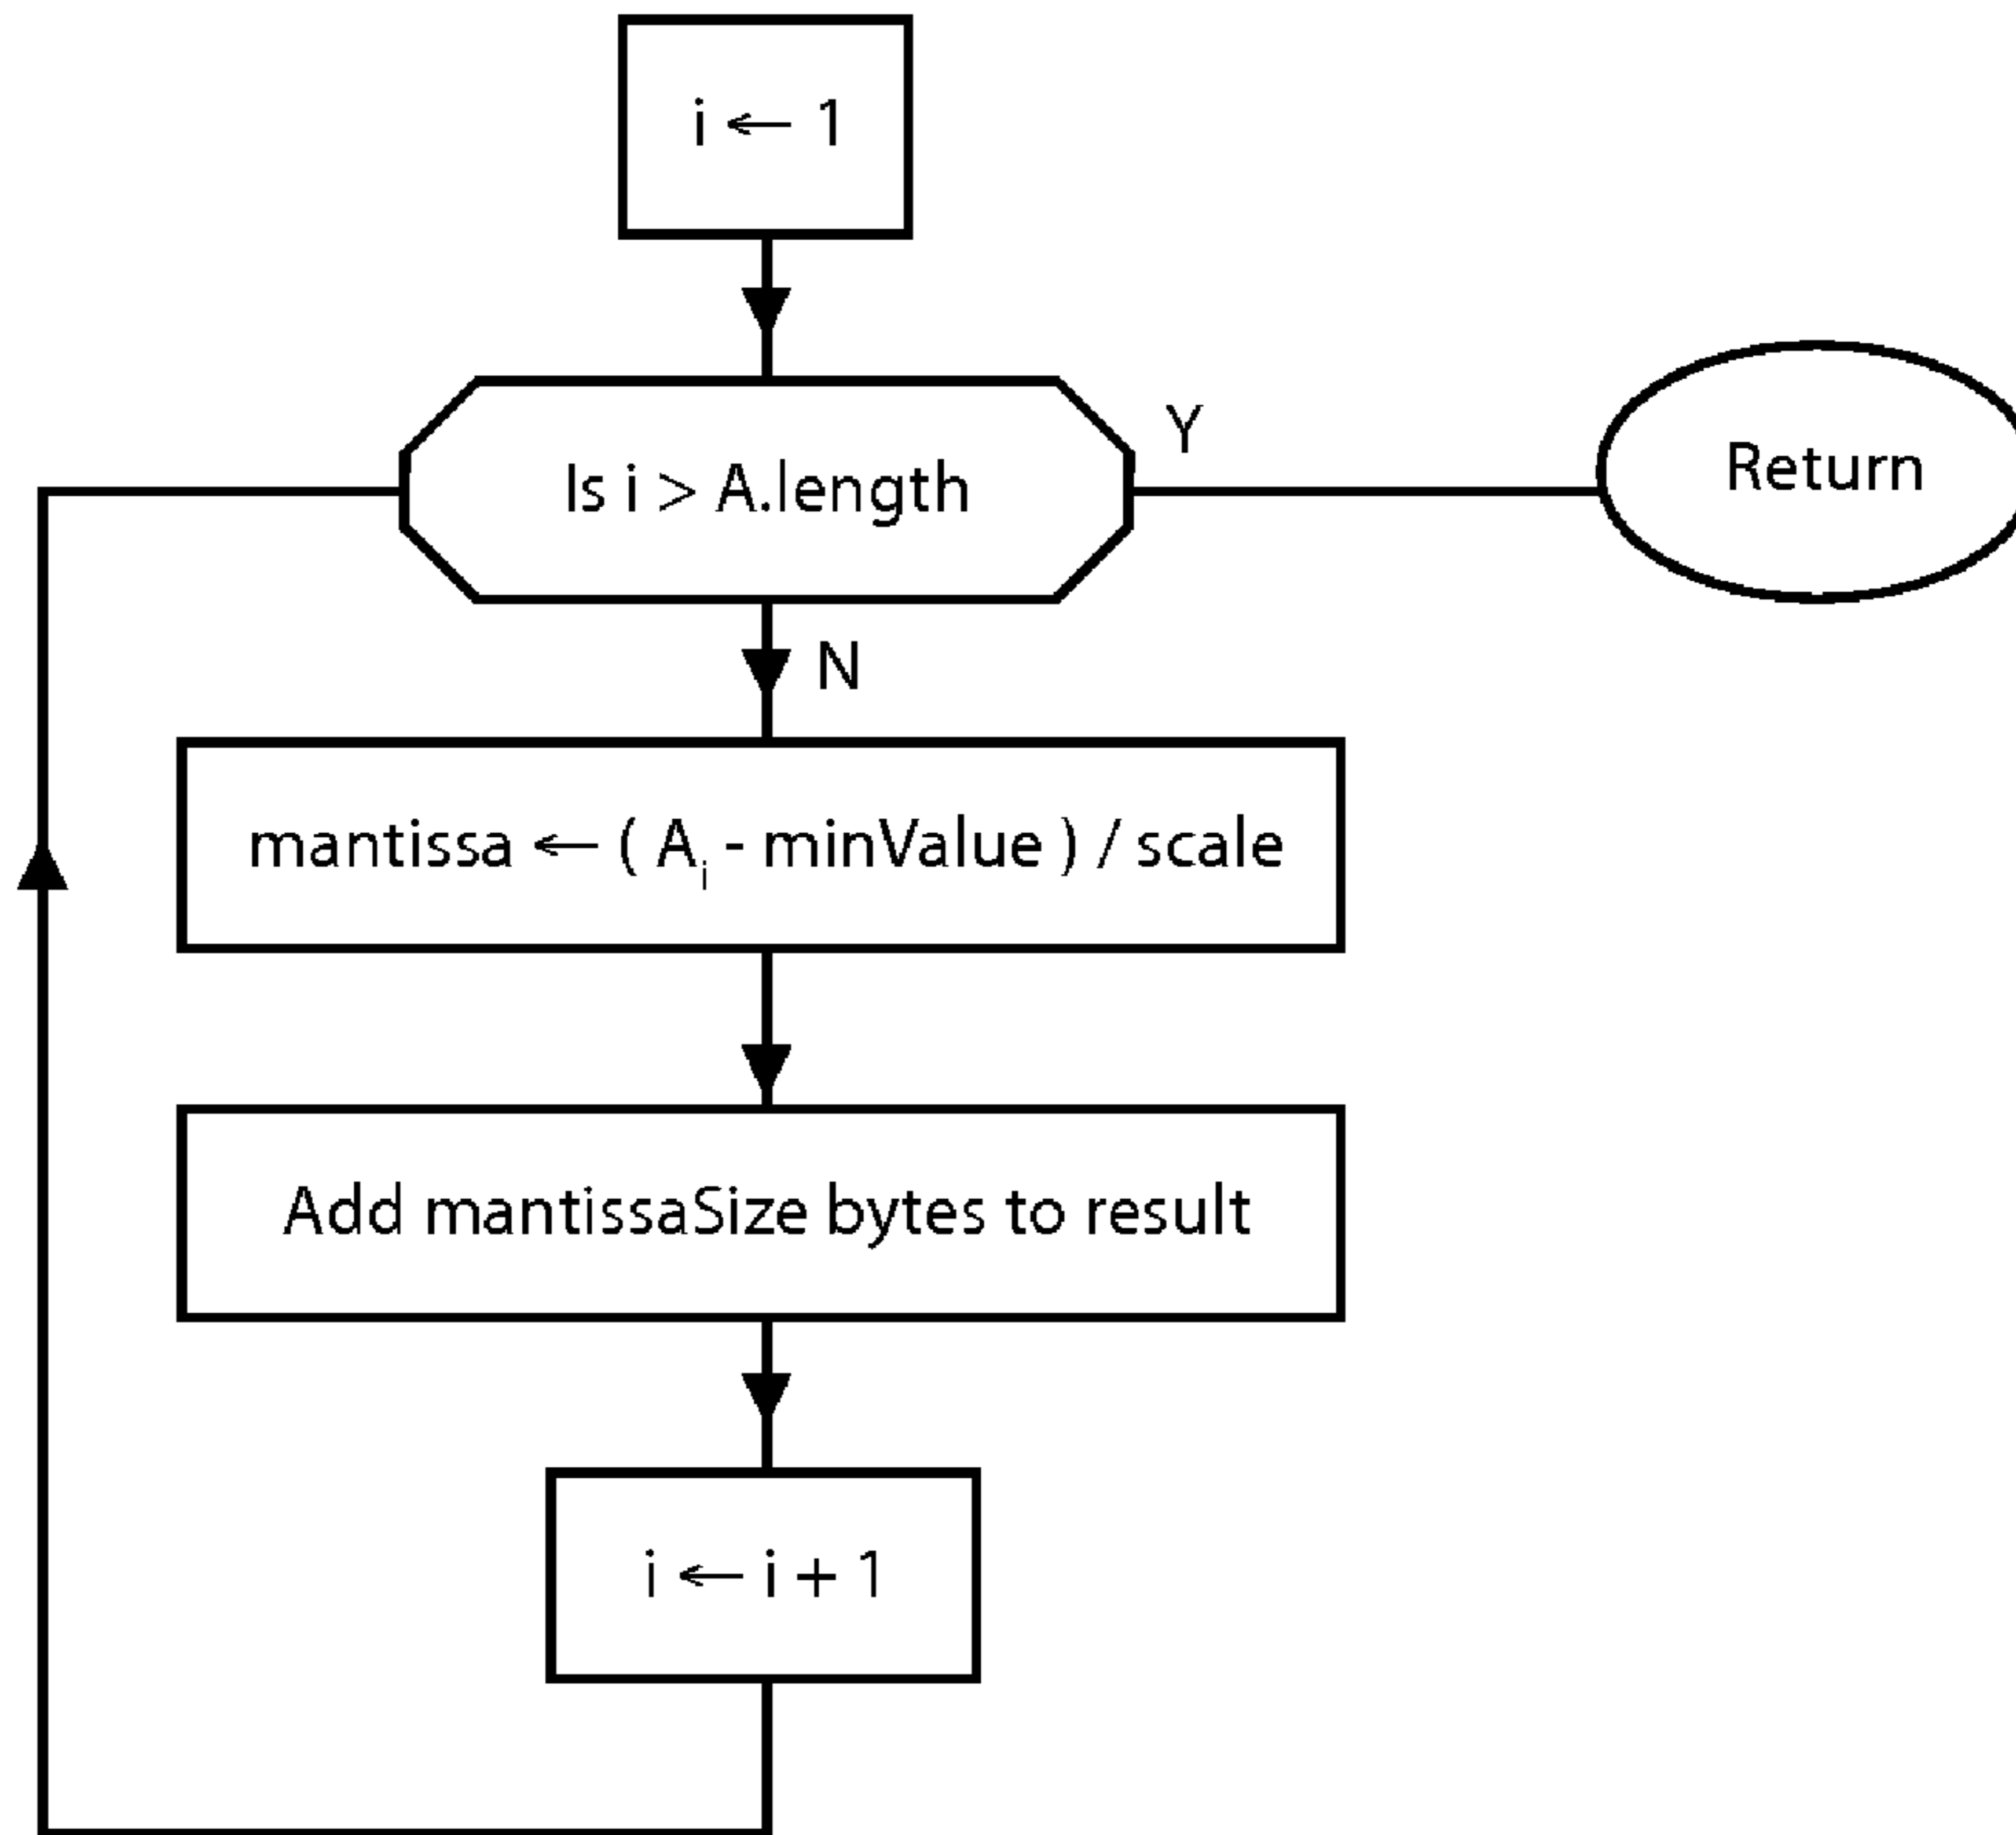 i ← 1
Is i > A.length
Y
Return
N
mantissa ← ( Aᵢ - minValue ) / scale
Add mantissaSize bytes to result
i ← i + 1